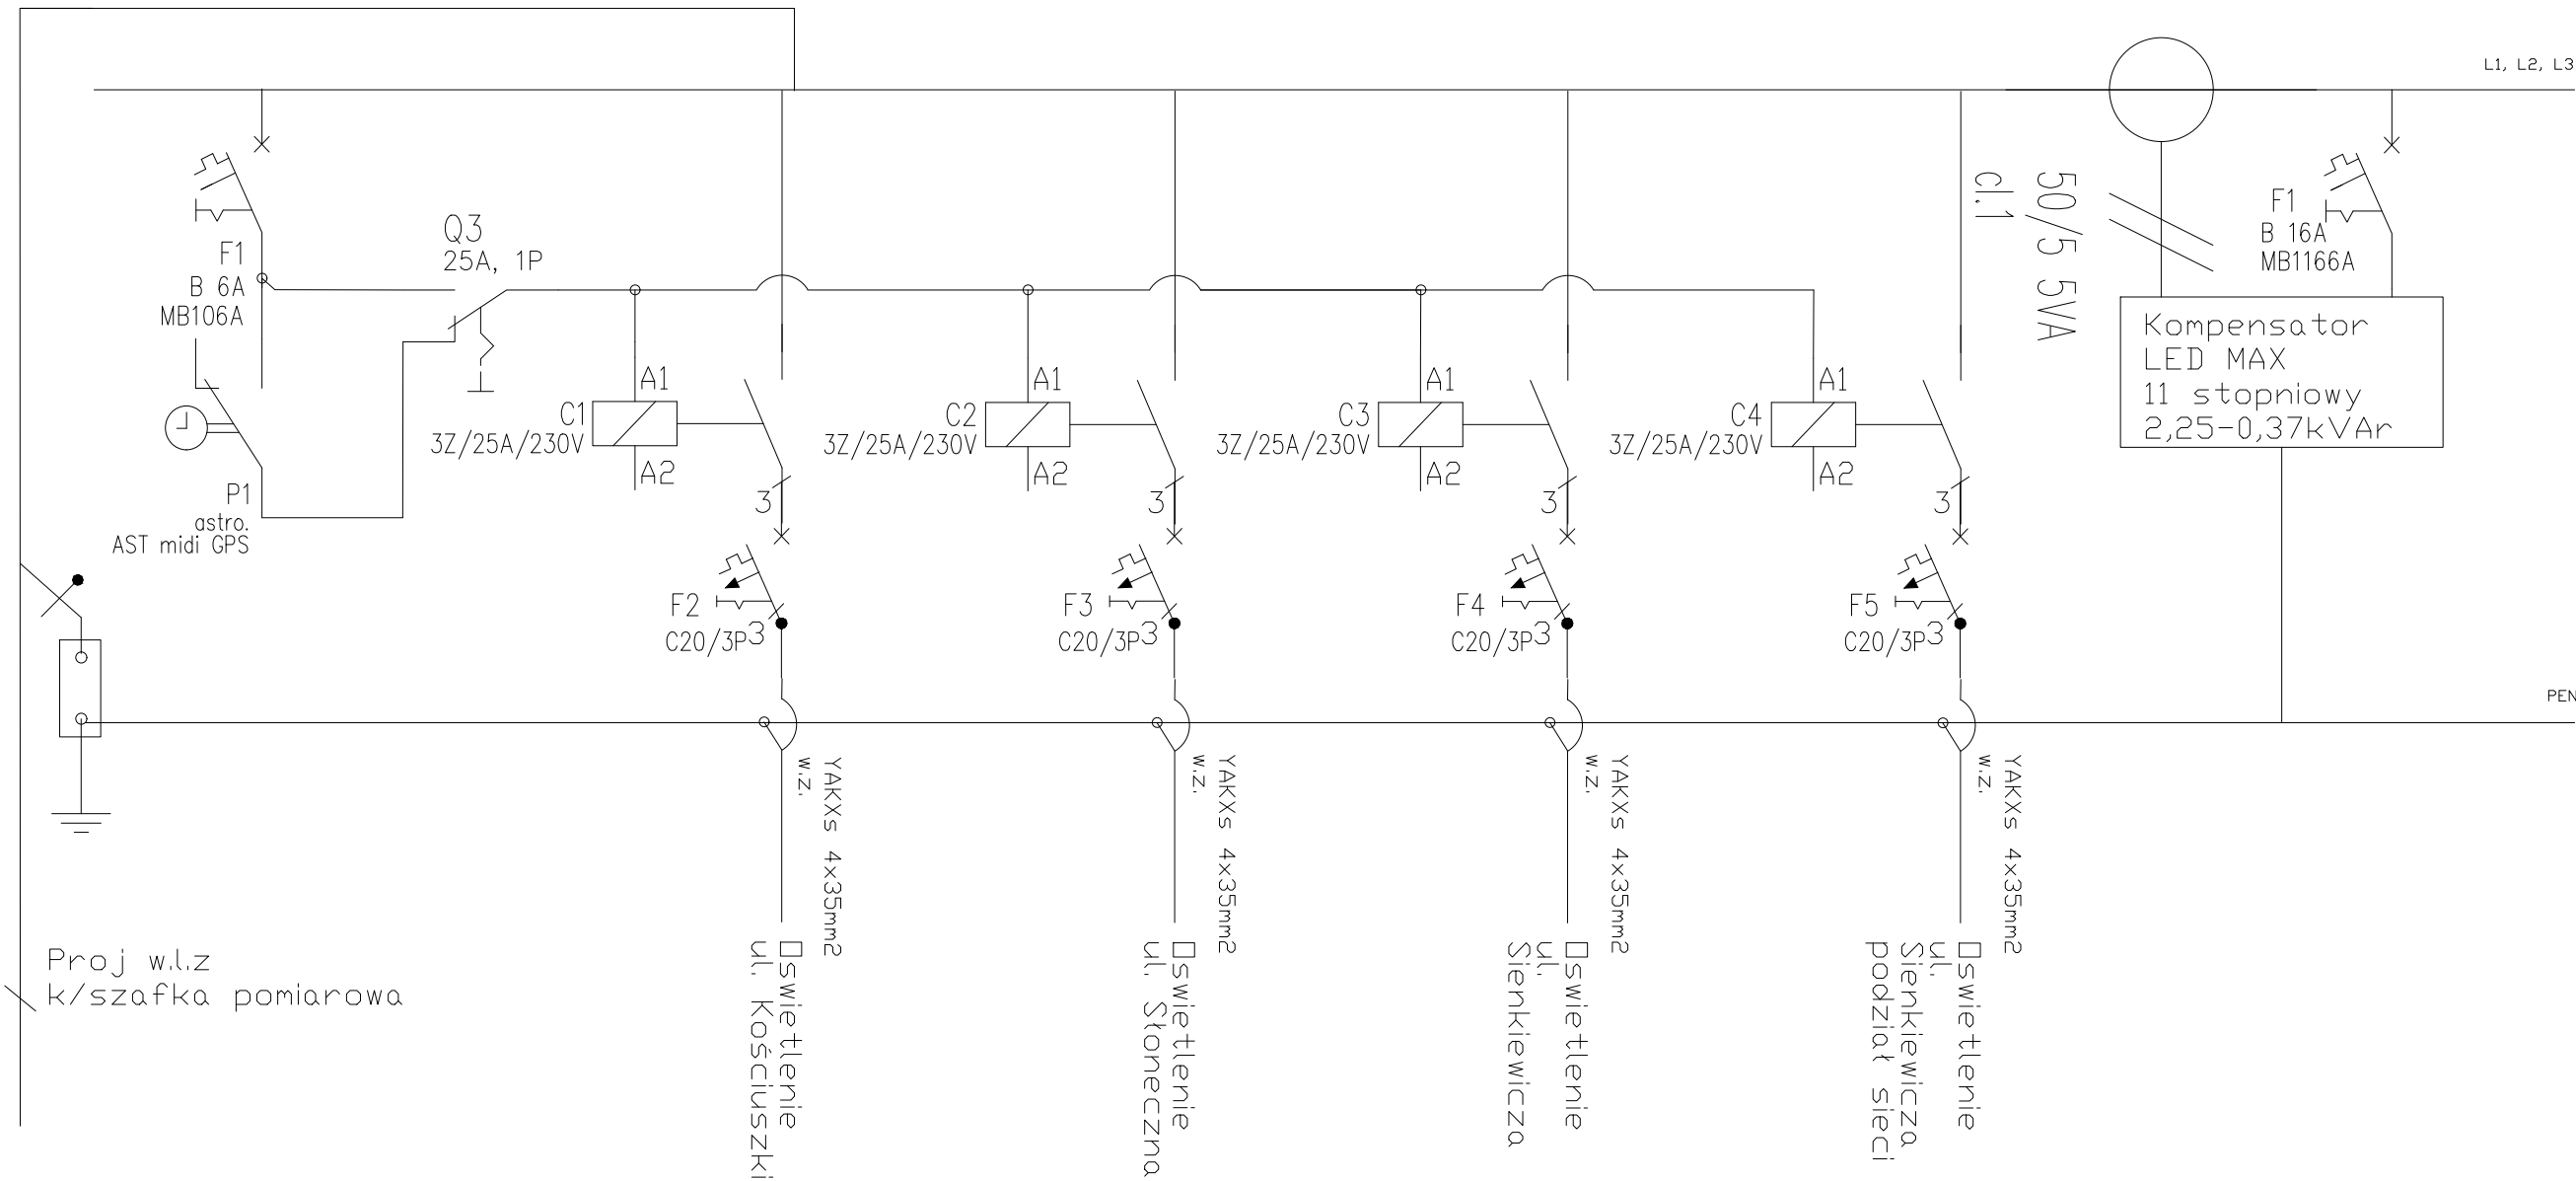 L1, L2, L3
F1
B 6A
MB106A
Q3
25A, 1P
P1
astro.
AST midi GPS
A1
C1
3Z/25A/230V
A2
3
F2
C20/3P
3
A1
C2
3Z/25A/230V
A2
3
F3
C20/3P
3
A1
C3
3Z/25A/230V
A2
3
F4
C20/3P
3
A1
C4
3Z/25A/230V
A2
3
F5
C20/3P
3
50/5 5VA
cl.1
F1
B 16A
MB1166A
Kompensator
LED MAX
11 stopniowy
2,25-0,37kVAr
PEN
YAKXs 4x35mm2
w.z.
Oswietlenie
ul. Kościuszki
YAKXs 4x35mm2
w.z.
Oswietlenie
ul. Słoneczna
YAKXs 4x35mm2
w.z.
Oswietlenie
ul.
Sienkiewicza
YAKXs 4x35mm2
w.z.
Oswietlenie
ul.
Sienkiewicza
podział sieci
Proj w.l.z
k/szafka pomiarowa